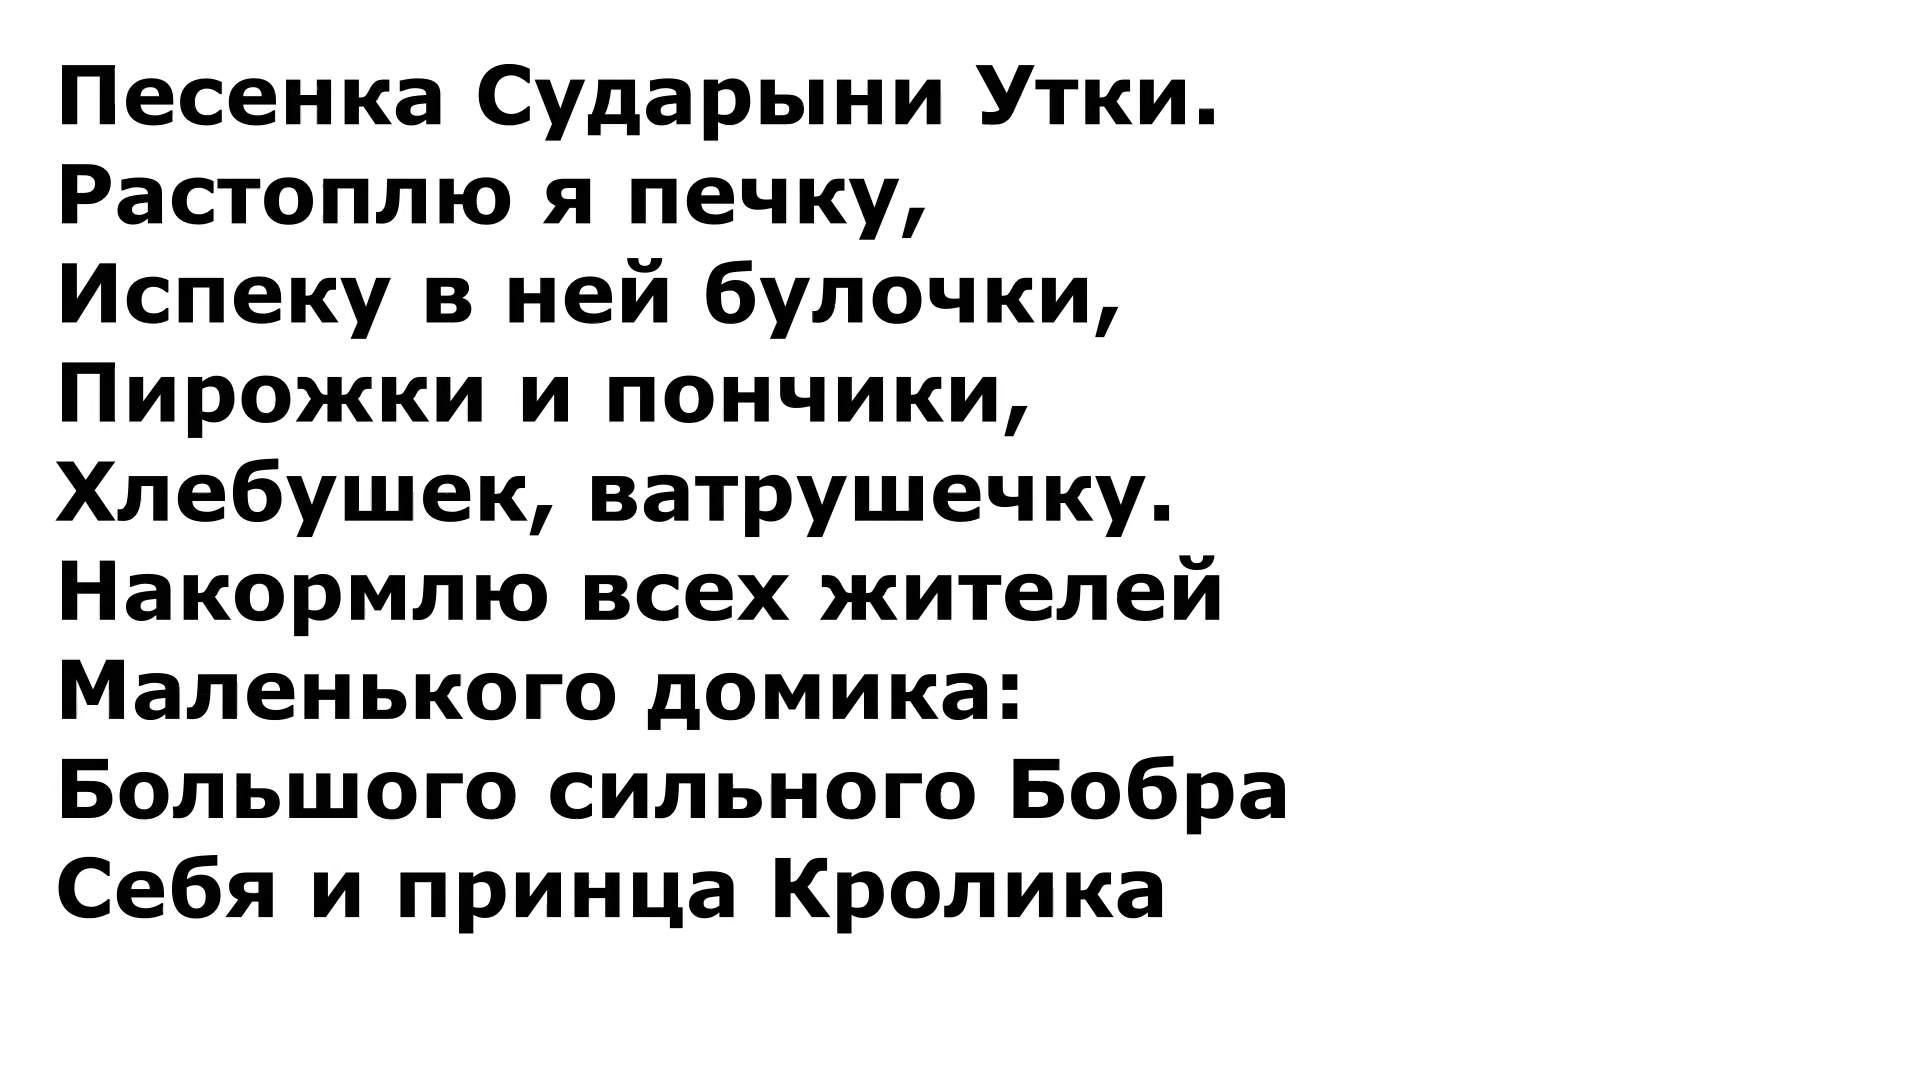 Песенка Сударыни Утки.
Растоплю я печку,
Испеку в ней булочки,
Пирожки и пончики,
Хлебушек, ватрушечку.
Накормлю всех жителей
Маленького домика:
Большого сильного Бобра
Себя и принца Кролика